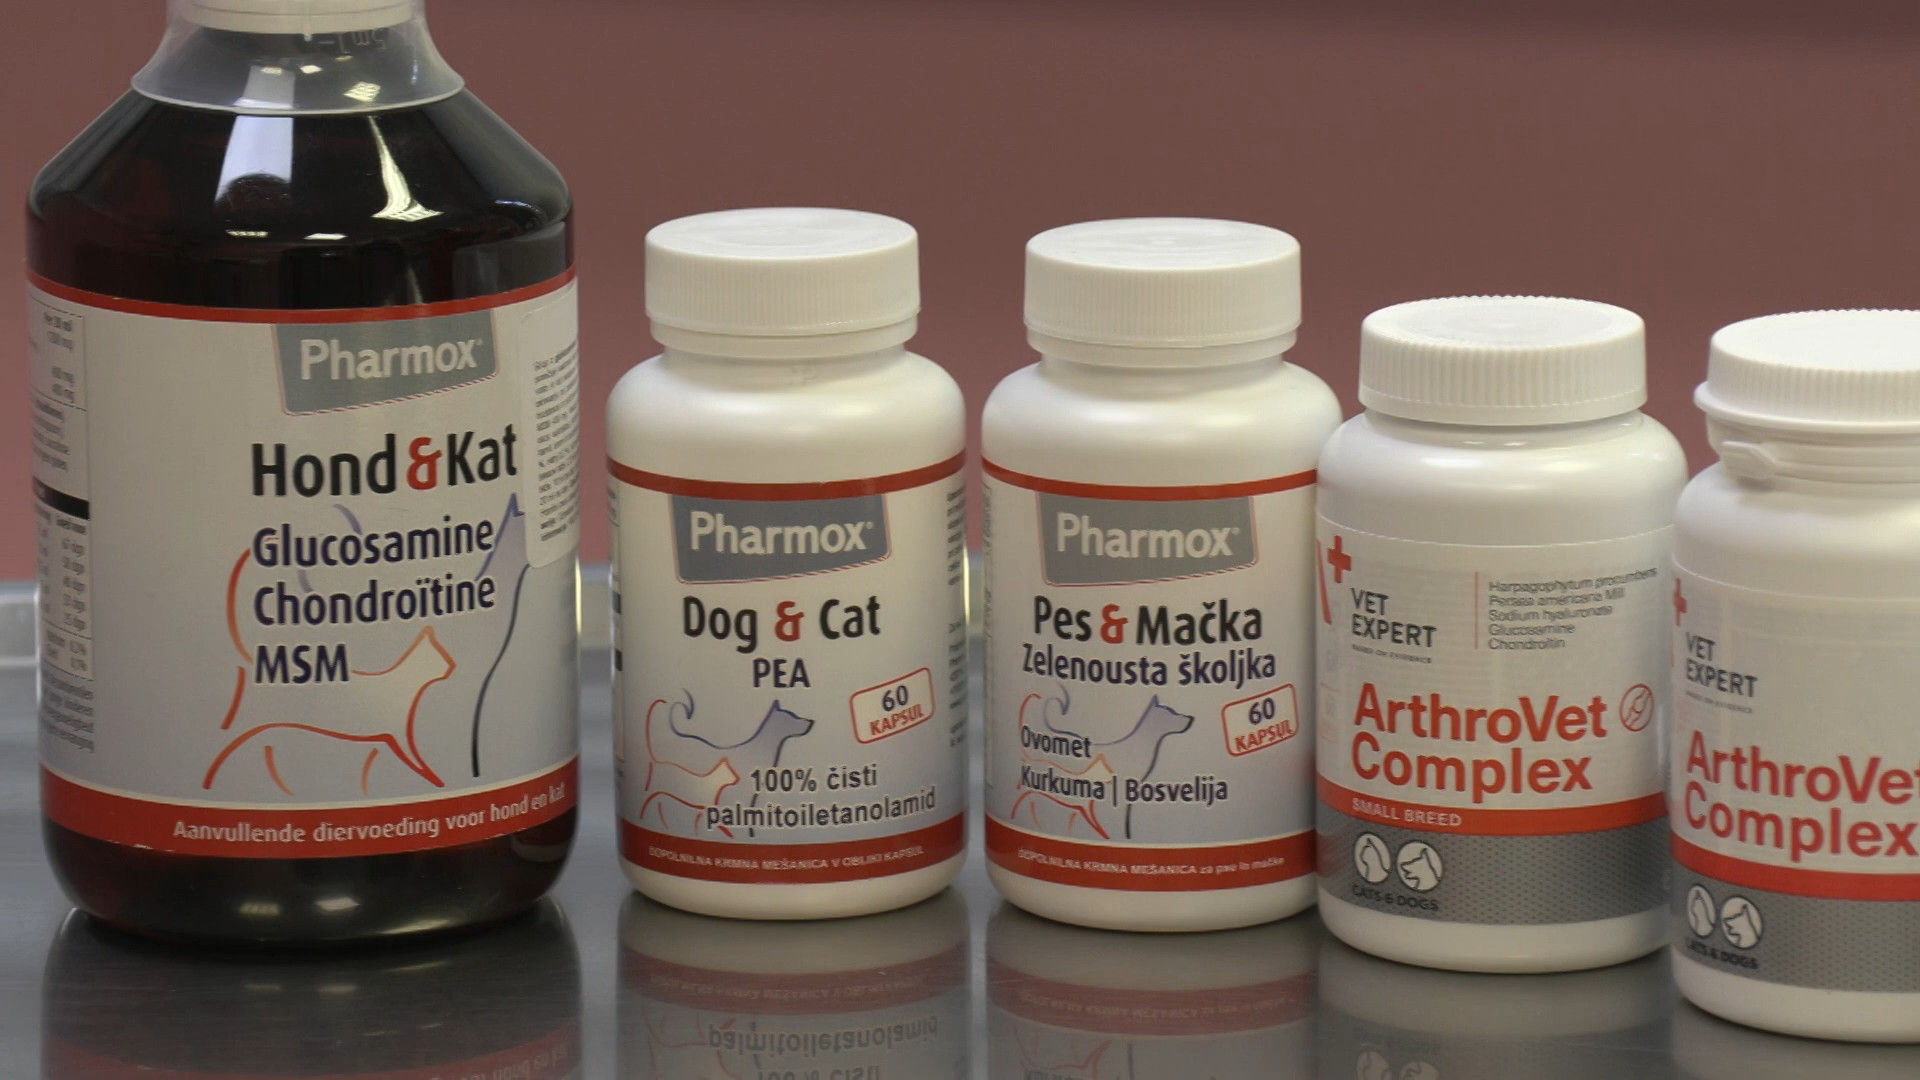 Pharmox®
Hond & Kat
Glucosamine
Chondroïtine
MSM
Aanvullende diervoeding voor hond en kat
Pharmox®
Dog & Cat
PEA
60
KAPSUL
100% čisti
palmitoiletanolamid
DOPOLNILNA KRMNA MEŠANICA V OBLIKI KAPSUL
Pharmox®
Pes & Mačka
Zelenousta školjka
60
KAPSUL
Ovomet
Kurkuma | Bosvelija
DOPOLNILNA KRMNA MEŠANICA za pse in mačke
VET
EXPERT
BASED ON EVIDENCE
Harpagophytum procumbens
Persea americana Mill
Sodium hyaluronate
Glucosamine
Chondroitin
ArthroVet
Complex
SMALL BREED
CATS & DOGS
VET
EXPERT
ArthroVet
Complex
CATS & DOGS